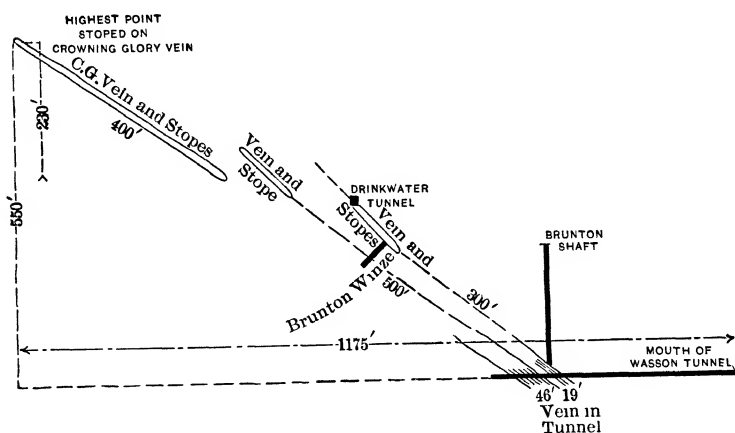 HIGHEST POINT
STOPED ON
CROWNING GLORY VEIN
C.G. Vein and Stopes
400'
230'
550'
Vein and
Stope
DRINKWATER
TUNNEL
Vein and
Stopes
Brunton Winze
500'
300'
BRUNTON
SHAFT
1175'
MOUTH OF
WASSON TUNNEL
46' 19'
Vein in
Tunnel